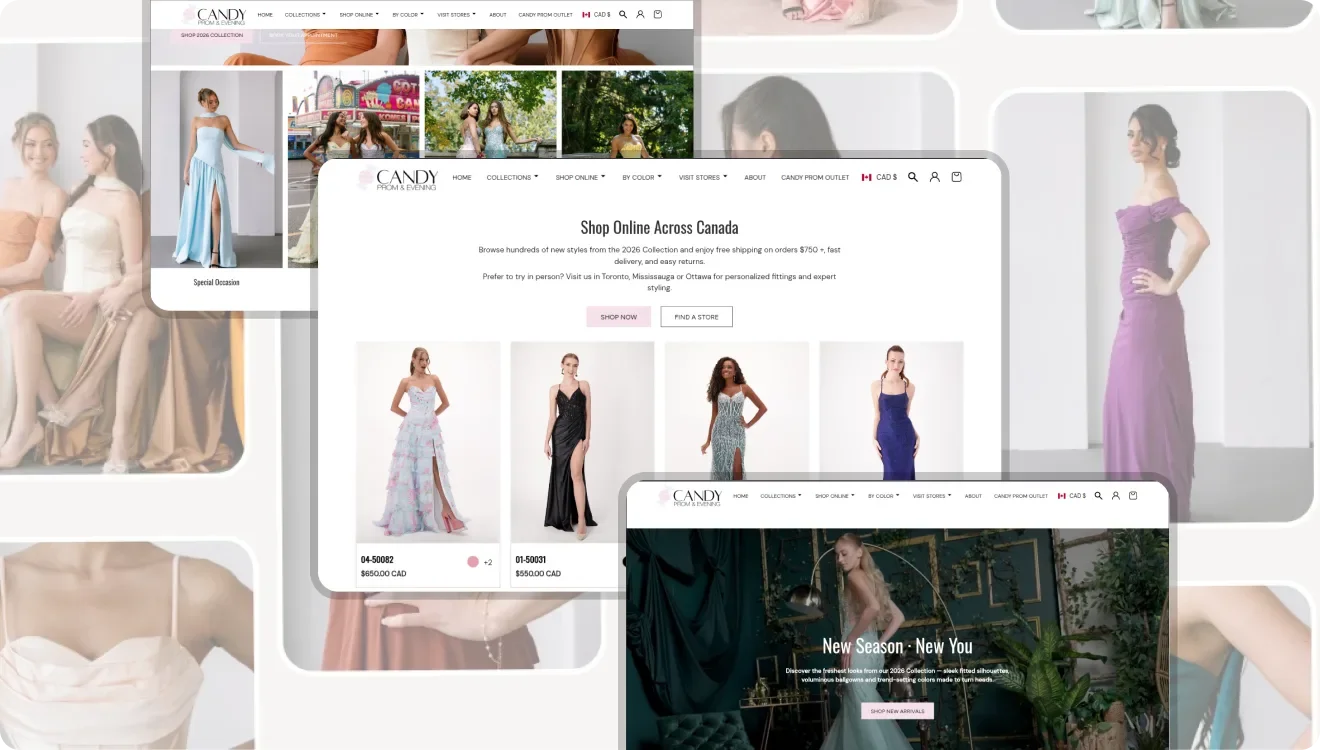 CANDY
PROM & EVENING
HOME COLLECTIONS SHOP ONLINE BY COLOR VISIT STORES ABOUT CANDY PROM OUTLET CAD $
SHOP 2026 COLLECTION
Special Occasion
CANDY
PROM & EVENING
HOME COLLECTIONS SHOP ONLINE BY COLOR VISIT STORES ABOUT CANDY PROM OUTLET CAD $
Shop Online Across Canada
Browse hundreds of new styles from the 2026 Collection and enjoy free shipping on orders $750 +, fast
delivery, and easy returns.
Prefer to try in person? Visit us in Toronto, Mississauga or Ottawa for personalized fittings and expert
styling.
SHOP NOW FIND A STORE
04-50082 +2
$650.00 CAD
01-50031
$550.00 CAD
CANDY
PROM & EVENING
HOME COLLECTIONS SHOP ONLINE BY COLOR VISIT STORES ABOUT CANDY PROM OUTLET CAD $
New Season · New You
Discover the freshest looks from our 2026 Collection — sleek fitted silhouettes,
voluminous ballgowns and trend-setting colors made to turn heads.
SHOP NEW ARRIVALS